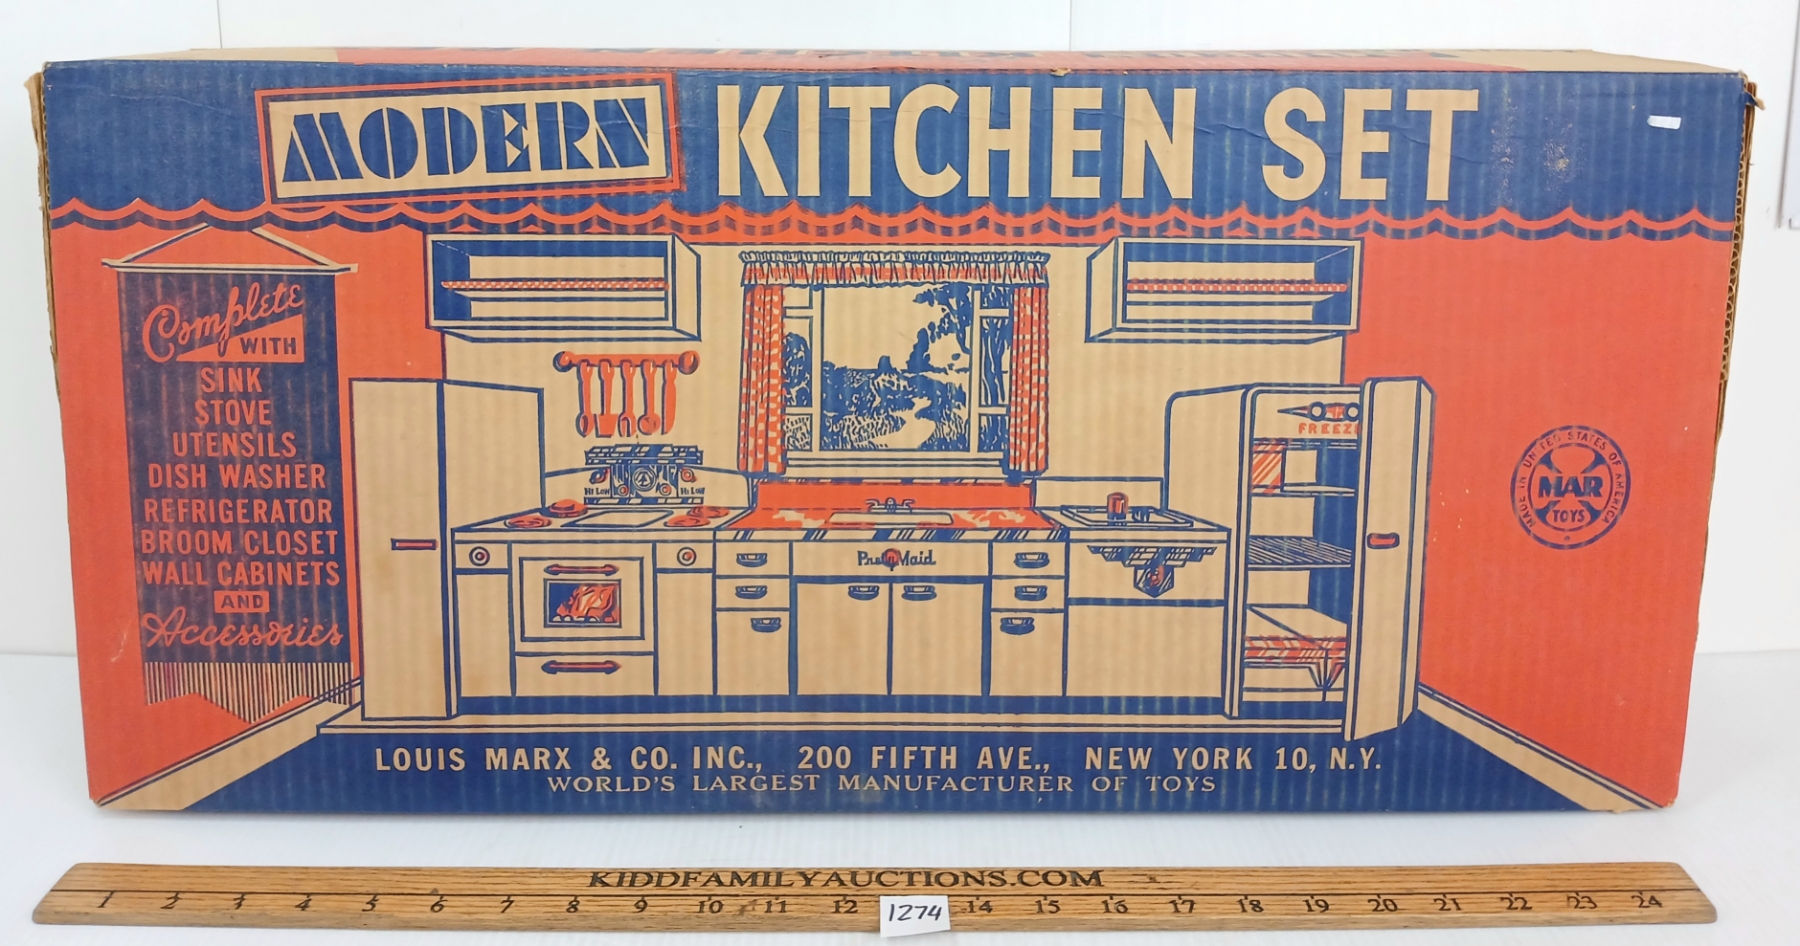 MODERN KITCHEN SET
Complete
WITH
SINK
STOVE
UTENSILS
DISH WASHER
REFRIGERATOR
BROOM CLOSET
WALL CABINETS
AND
Accessories
HI LOW
HI LOW
Pretty Maid
FREEZE
MADE IN UNITED STATES OF AMERICA
MAR
TOYS
LOUIS MARX & CO. INC., 200 FIFTH AVE., NEW YORK 10, N.Y.
WORLD'S LARGEST MANUFACTURER OF TOYS
KIDDFAMILYAUCTIONS.COM
1 2 3 4 5 6 7 8 9 10 11 12 14 15 16 17 18 19 20 21 22 23 24
1274